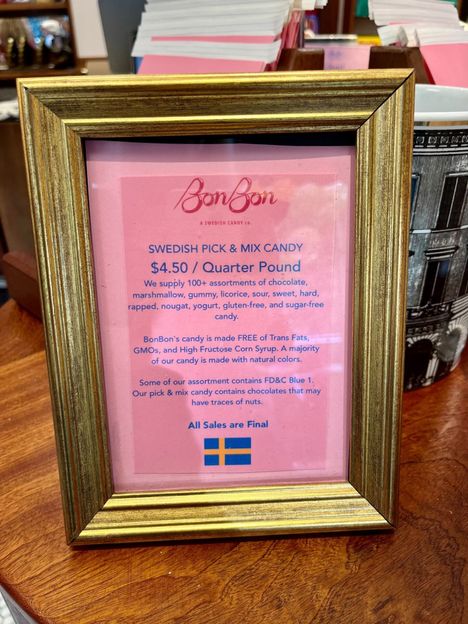 BonBon
A SWEDISH CANDY CO.
SWEDISH PICK & MIX CANDY
$4.50 / Quarter Pound
We supply 100+ assortments of chocolate,
marshmallow, gummy, licorice, sour, sweet, hard,
rapped, nougat, yogurt, gluten-free, and sugar-free
candy.
BonBon's candy is made FREE of Trans Fats,
GMOs, and High Fructose Corn Syrup. A majority
of our candy is made with natural colors.
Some of our assortment contains FD&C Blue 1.
Our pick & mix candy contains chocolates that may
have traces of nuts.
All Sales are Final